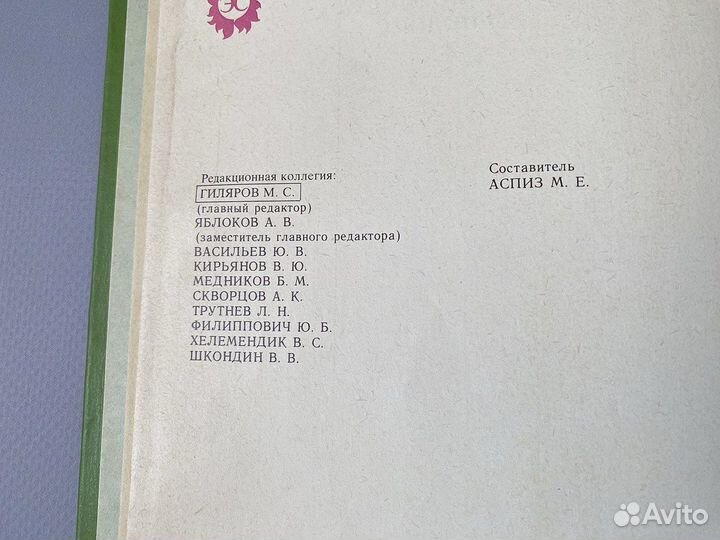 ЭС
Редакционная коллегия:
ГИЛЯРОВ М. С.
(главный редактор)
ЯБЛОКОВ А. В.
(заместитель главного редактора)
ВАСИЛЬЕВ Ю. В.
КИРЬЯНОВ В. Ю.
МЕДНИКОВ Б. М.
СКВОРЦОВ А. К.
ТРУТНЕВ Л. Н.
ФИЛИППОВИЧ Ю. Б.
ХЕЛЕМЕНДИК В. С.
ШКОНДИН В. В.
Составитель
АСПИЗ М. Е.
Avito